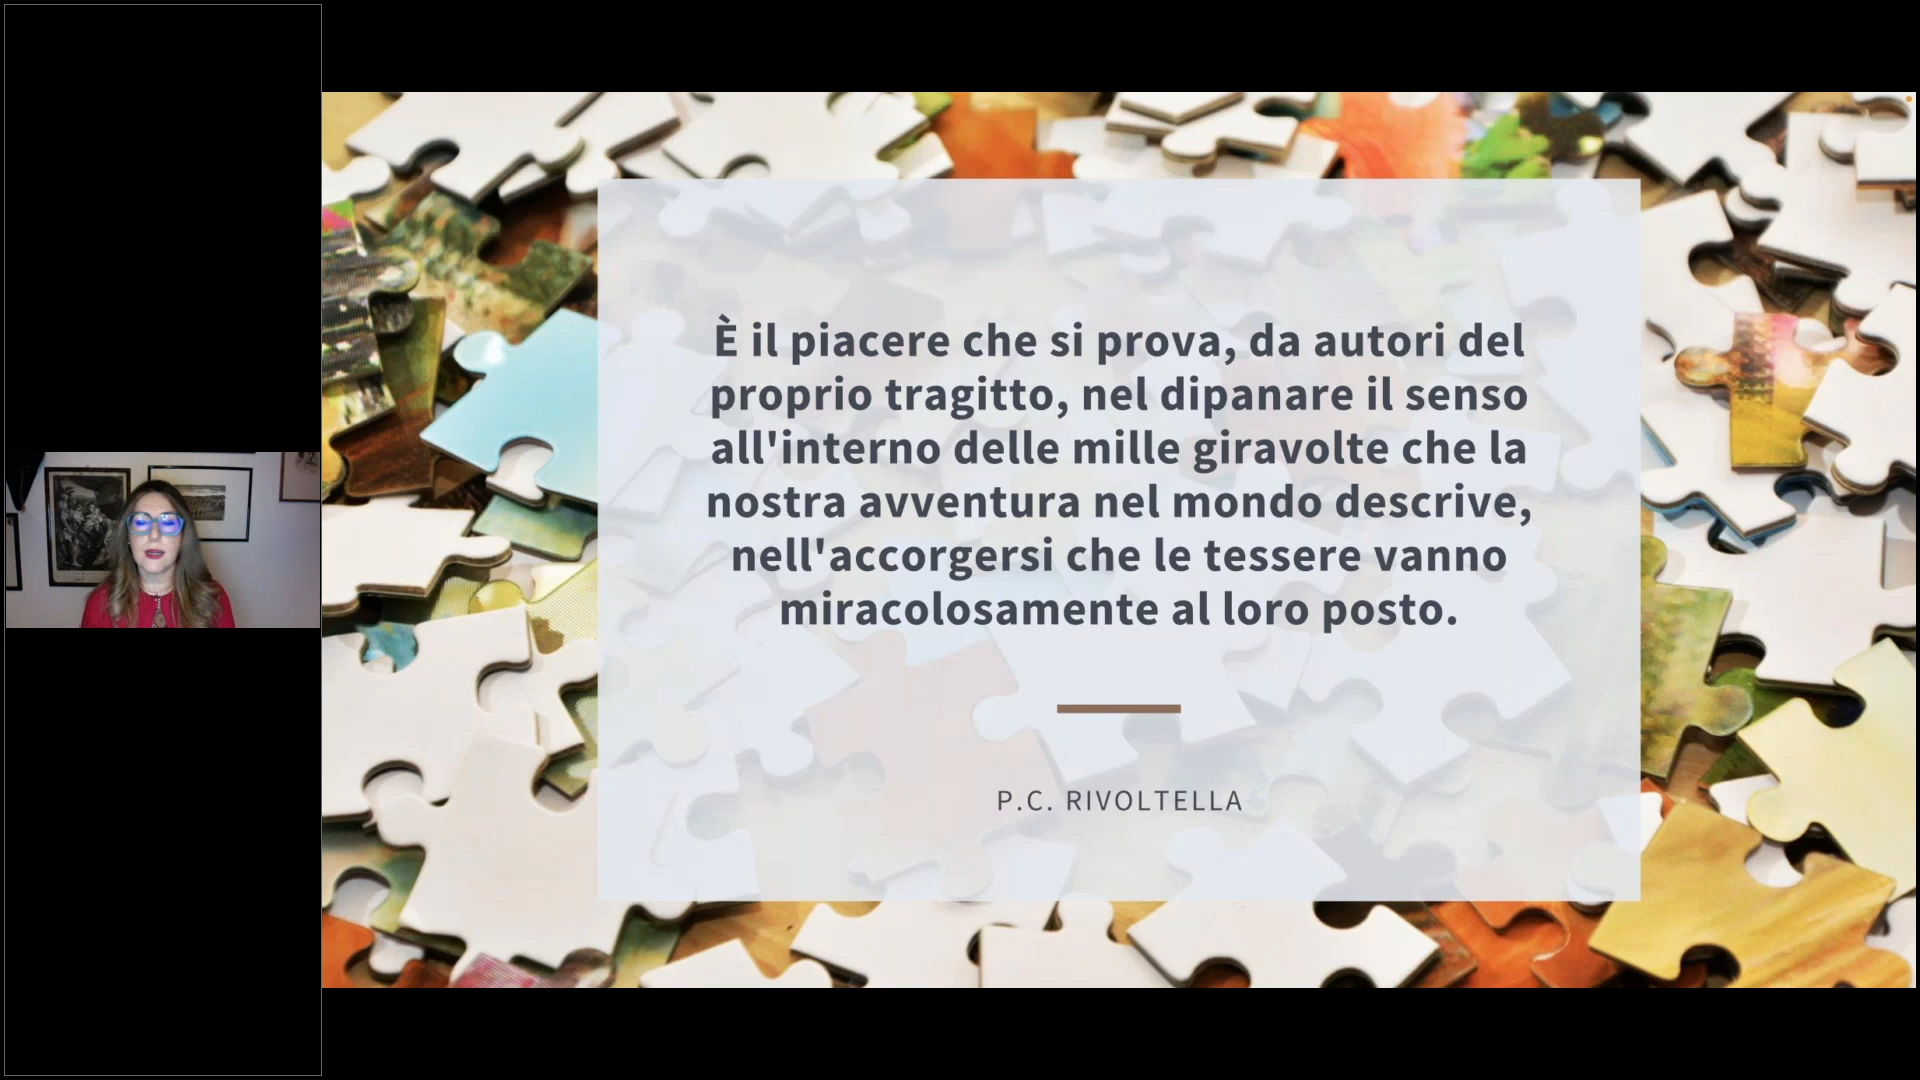 È il piacere che si prova, da autori del
proprio tragitto, nel dipanare il senso
all'interno delle mille giravolte che la
nostra avventura nel mondo descrive,
nell'accorgersi che le tessere vanno
miracolosamente al loro posto.
P.C. RIVOLTELLA